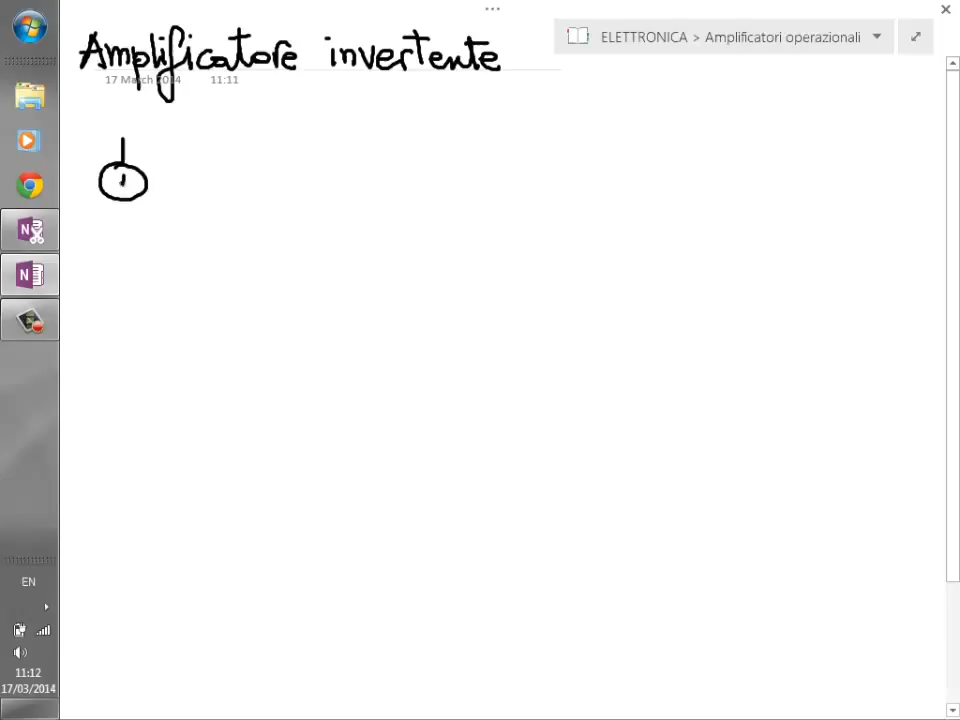 ELETTRONICA > Amplificatori operazionali
Amplificatore invertente
17 March 2014 11:11
EN
11:12
17/03/2014